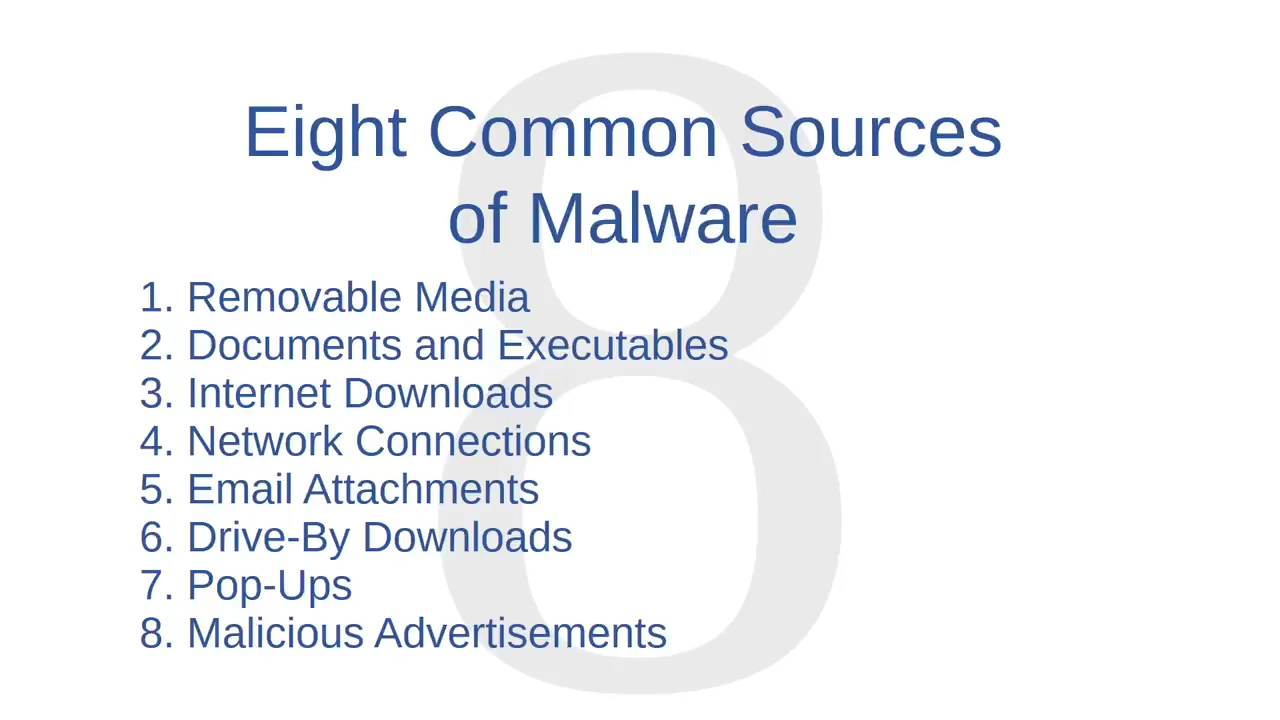 Eight Common Sources
of Malware
1. Removable Media
2. Documents and Executables
3. Internet Downloads
4. Network Connections
5. Email Attachments
6. Drive-By Downloads
7. Pop-Ups
8. Malicious Advertisements
8